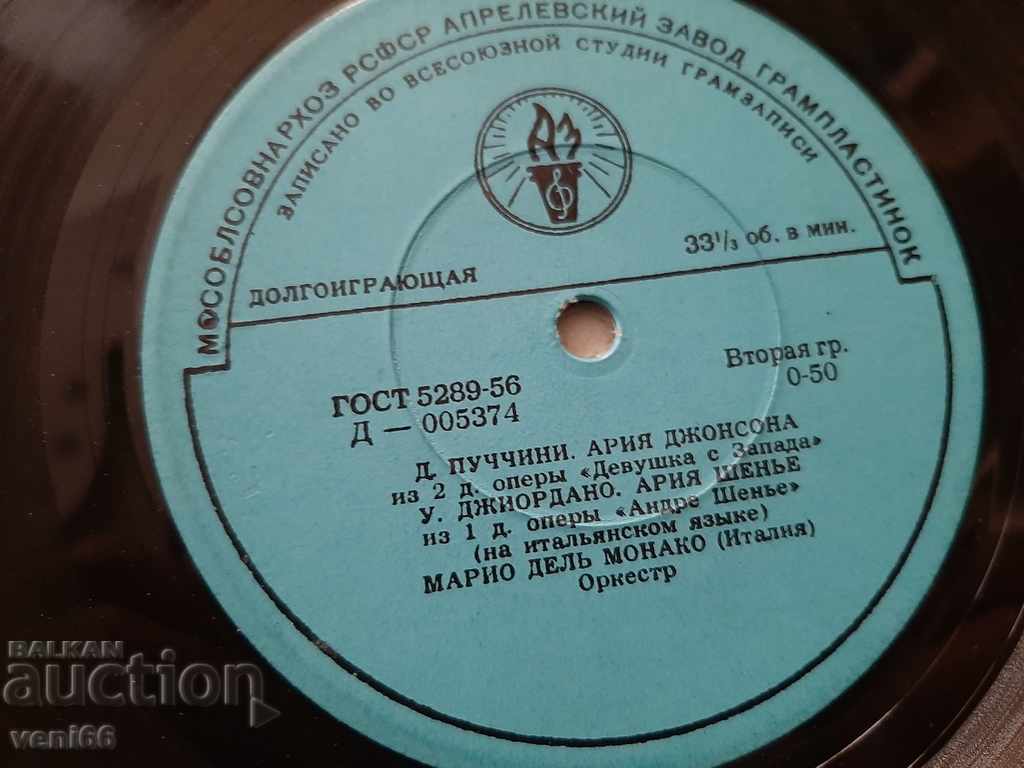 МОСОБЛСОВНАРХОЗ РСФСР АПРЕЛЕВСКИЙ ЗАВОД ГРАМПЛАСТИНОК
ЗАПИСАНО ВО ВСЕСОЮЗНОЙ СТУДИИ ГРАМЗАПИСИ
АЗ
ДОЛГОИГРАЮЩАЯ
33⅓ об. в мин.
ГОСТ 5289-56
Д — 005374
Вторая гр.
0-50
Д. ПУЧЧИНИ. АРИЯ ДЖОНСОНА
из 2 д. оперы «Девушка с Запада»
У. ДЖИОРДАНО. АРИЯ ШЕНЬЕ
из 1 д. оперы «Андре Шенье»
(на итальянском языке)
МАРИО ДЕЛЬ МОНАКО (Италия)
Оркестр
BALKAN
auction
veni66